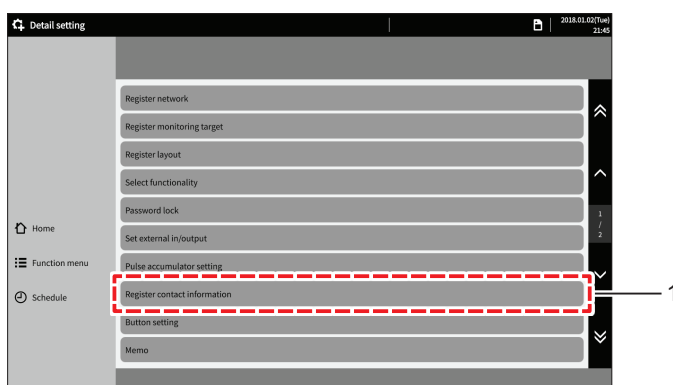 Detail setting
2018.01.02(Tue)
21:45
Register network
Register monitoring target
Register layout
Select functionality
Password lock
1
/
2
Home
Set external in/output
Function menu
Pulse accumulator setting
Schedule
Register contact information
1
Button setting
Memo